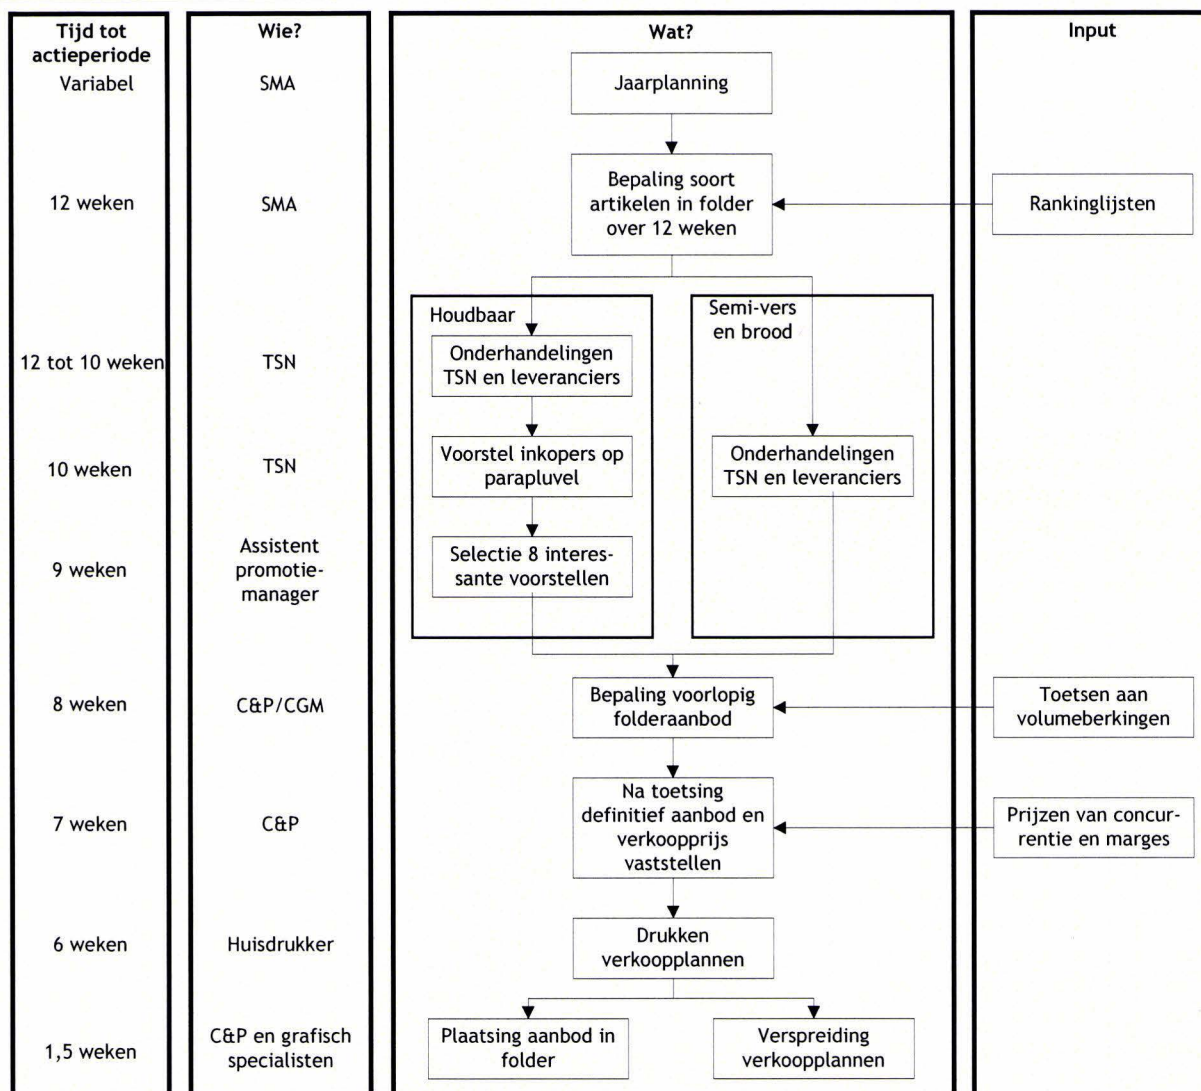 Tijd tot
actieperiode
Wie?
Wat?
Input
Variabel
SMA
Jaarplanning
12 weken
SMA
Bepaling soort
artikelen in folder
over 12 weken
Rankinglijsten
Houdbaar
Semi-vers
en brood
12 tot 10 weken
TSN
Onderhandelingen
TSN en leveranciers
10 weken
TSN
Voorstel inkopers op
parapluvel
Onderhandelingen
TSN en leveranciers
9 weken
Assistent
promotie-
manager
Selectie 8 interes-
sante voorstellen
8 weken
C&P/CGM
Bepaling voorlopig
folderaanbod
Toetsen aan
volumeberkingen
7 weken
C&P
Na toetsing
definitief aanbod en
verkoopprijs
vaststellen
Prijzen van concur-
rentie en marges
6 weken
Huisdrukker
Drukken
verkoopplannen
1,5 weken
C&P en grafisch
specialisten
Plaatsing aanbod in
folder
Verspreiding
verkoopplannen